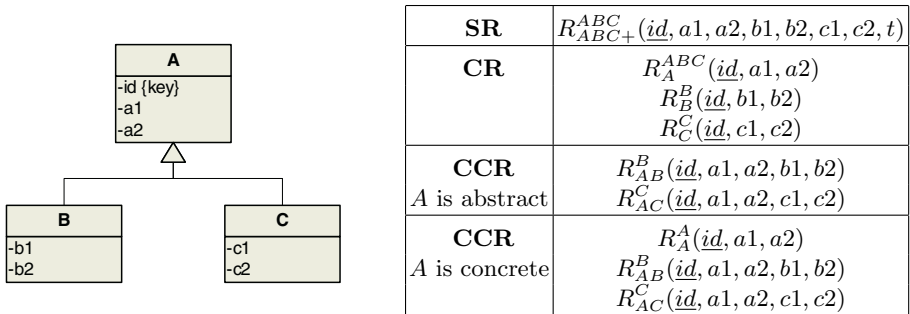 A
-id {key}
-a1
-a2
B
-b1
-b2
C
-c1
-c2
SR R^{ABC}_{ABC+}(id, a1, a2, b1, b2, c1, c2, t)
CR R^{ABC}_{A}(id, a1, a2)
R^{B}_{B}(id, b1, b2)
R^{C}_{C}(id, c1, c2)
CCR R^{B}_{AB}(id, a1, a2, b1, b2)
A is abstract R^{C}_{AC}(id, a1, a2, c1, c2)
CCR R^{A}_{A}(id, a1, a2)
A is concrete R^{B}_{AB}(id, a1, a2, b1, b2)
R^{C}_{AC}(id, a1, a2, c1, c2)